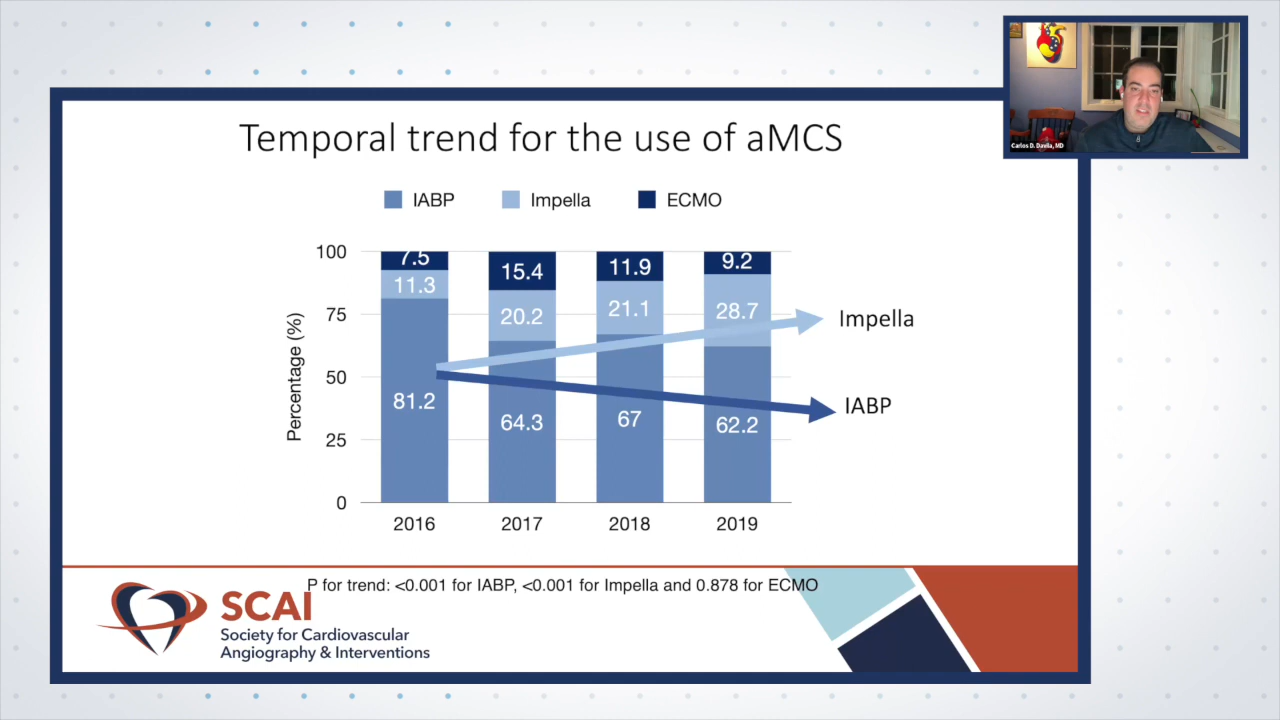 Temporal trend for the use of aMCS
IABP Impella ECMO
Percentage (%)
100
75
50
25
0
7.5 15.4 11.9 9.2
11.3 20.2 21.1 28.7
81.2 64.3 67 62.2
Impella
IABP
2016 2017 2018 2019
P for trend: <0.001 for IABP, <0.001 for Impella and 0.878 for ECMO
SCAI
Society for Cardiovascular
Angiography & Interventions
Carlos D. Davila, MD